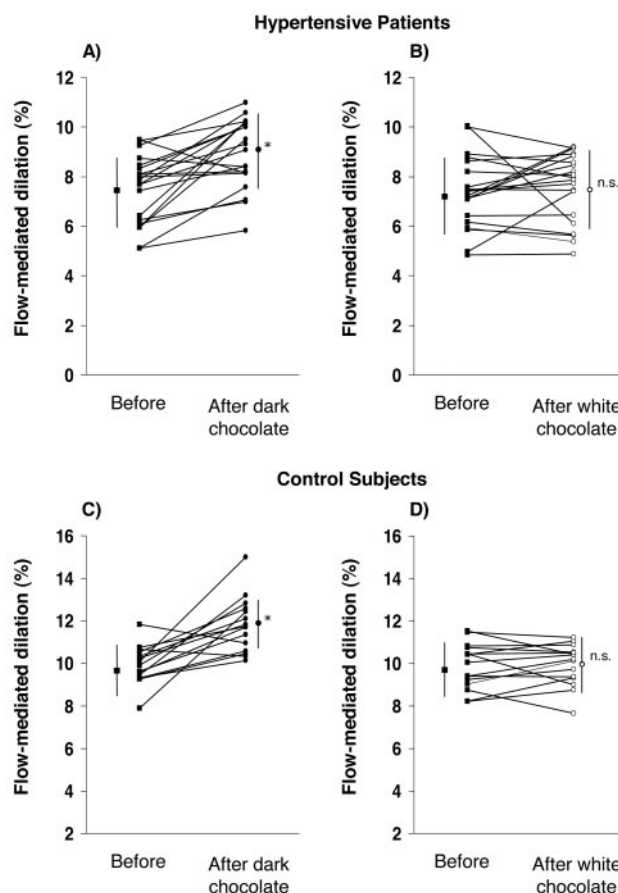 Hypertensive Patients
A)
B)
Flow-mediated dilation (%)
12
10
8
6
4
2
0
*
Before
After dark
chocolate
Flow-mediated dilation (%)
12
10
8
6
4
2
0
n.s.
Before
After white
chocolate
Control Subjects
C)
D)
Flow-mediated dilation (%)
16
14
12
10
8
6
4
2
*
Before
After dark
chocolate
Flow-mediated dilation (%)
16
14
12
10
8
6
4
2
n.s.
Before
After white
chocolate